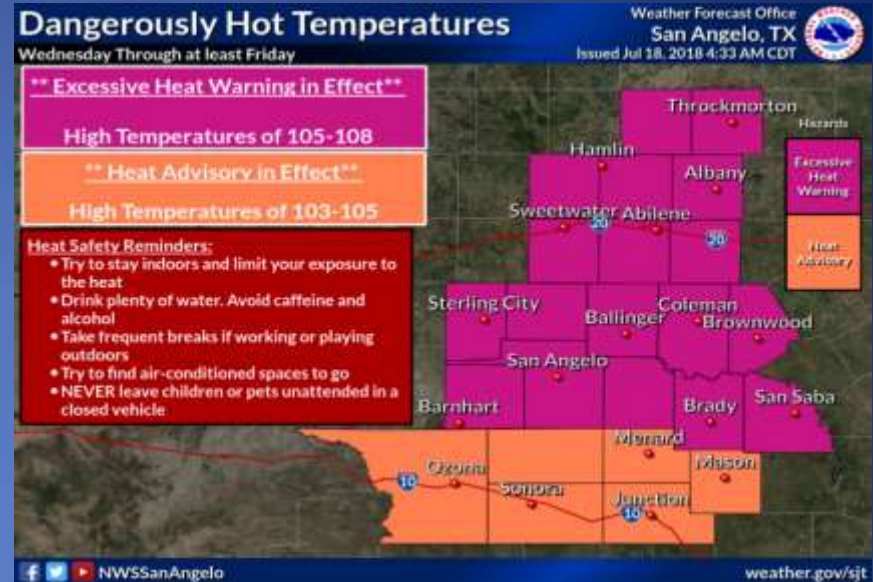 Dangerously Hot Temperatures
Wednesday Through at least Friday
Weather Forecast Office
San Angelo, TX
Issued Jul 18, 2018 4:33 AM CDT
** Excessive Heat Warning in Effect**
High Temperatures of 105-108
** Heat Advisory in Effect**
High Temperatures of 103-105
Heat Safety Reminders:
• Try to stay indoors and limit your exposure to
the heat
• Drink plenty of water. Avoid caffeine and
alcohol
• Take frequent breaks if working or playing
outdoors
• Try to find air-conditioned spaces to go
• NEVER leave children or pets unattended in a
closed vehicle
Hazards
Excessive
Heat
Warning
Heat
Advisory
Throckmorton
Hamlin
Albany
Sweetwater
Abilene
20
20
Sterling City
Ballinger
Coleman
Brownwood
San Angelo
Barnhart
Brady
San Saba
Menard
Mason
Ozona
10
Sonora
Junction
10
NWSSanAngelo
weather.gov/sjt